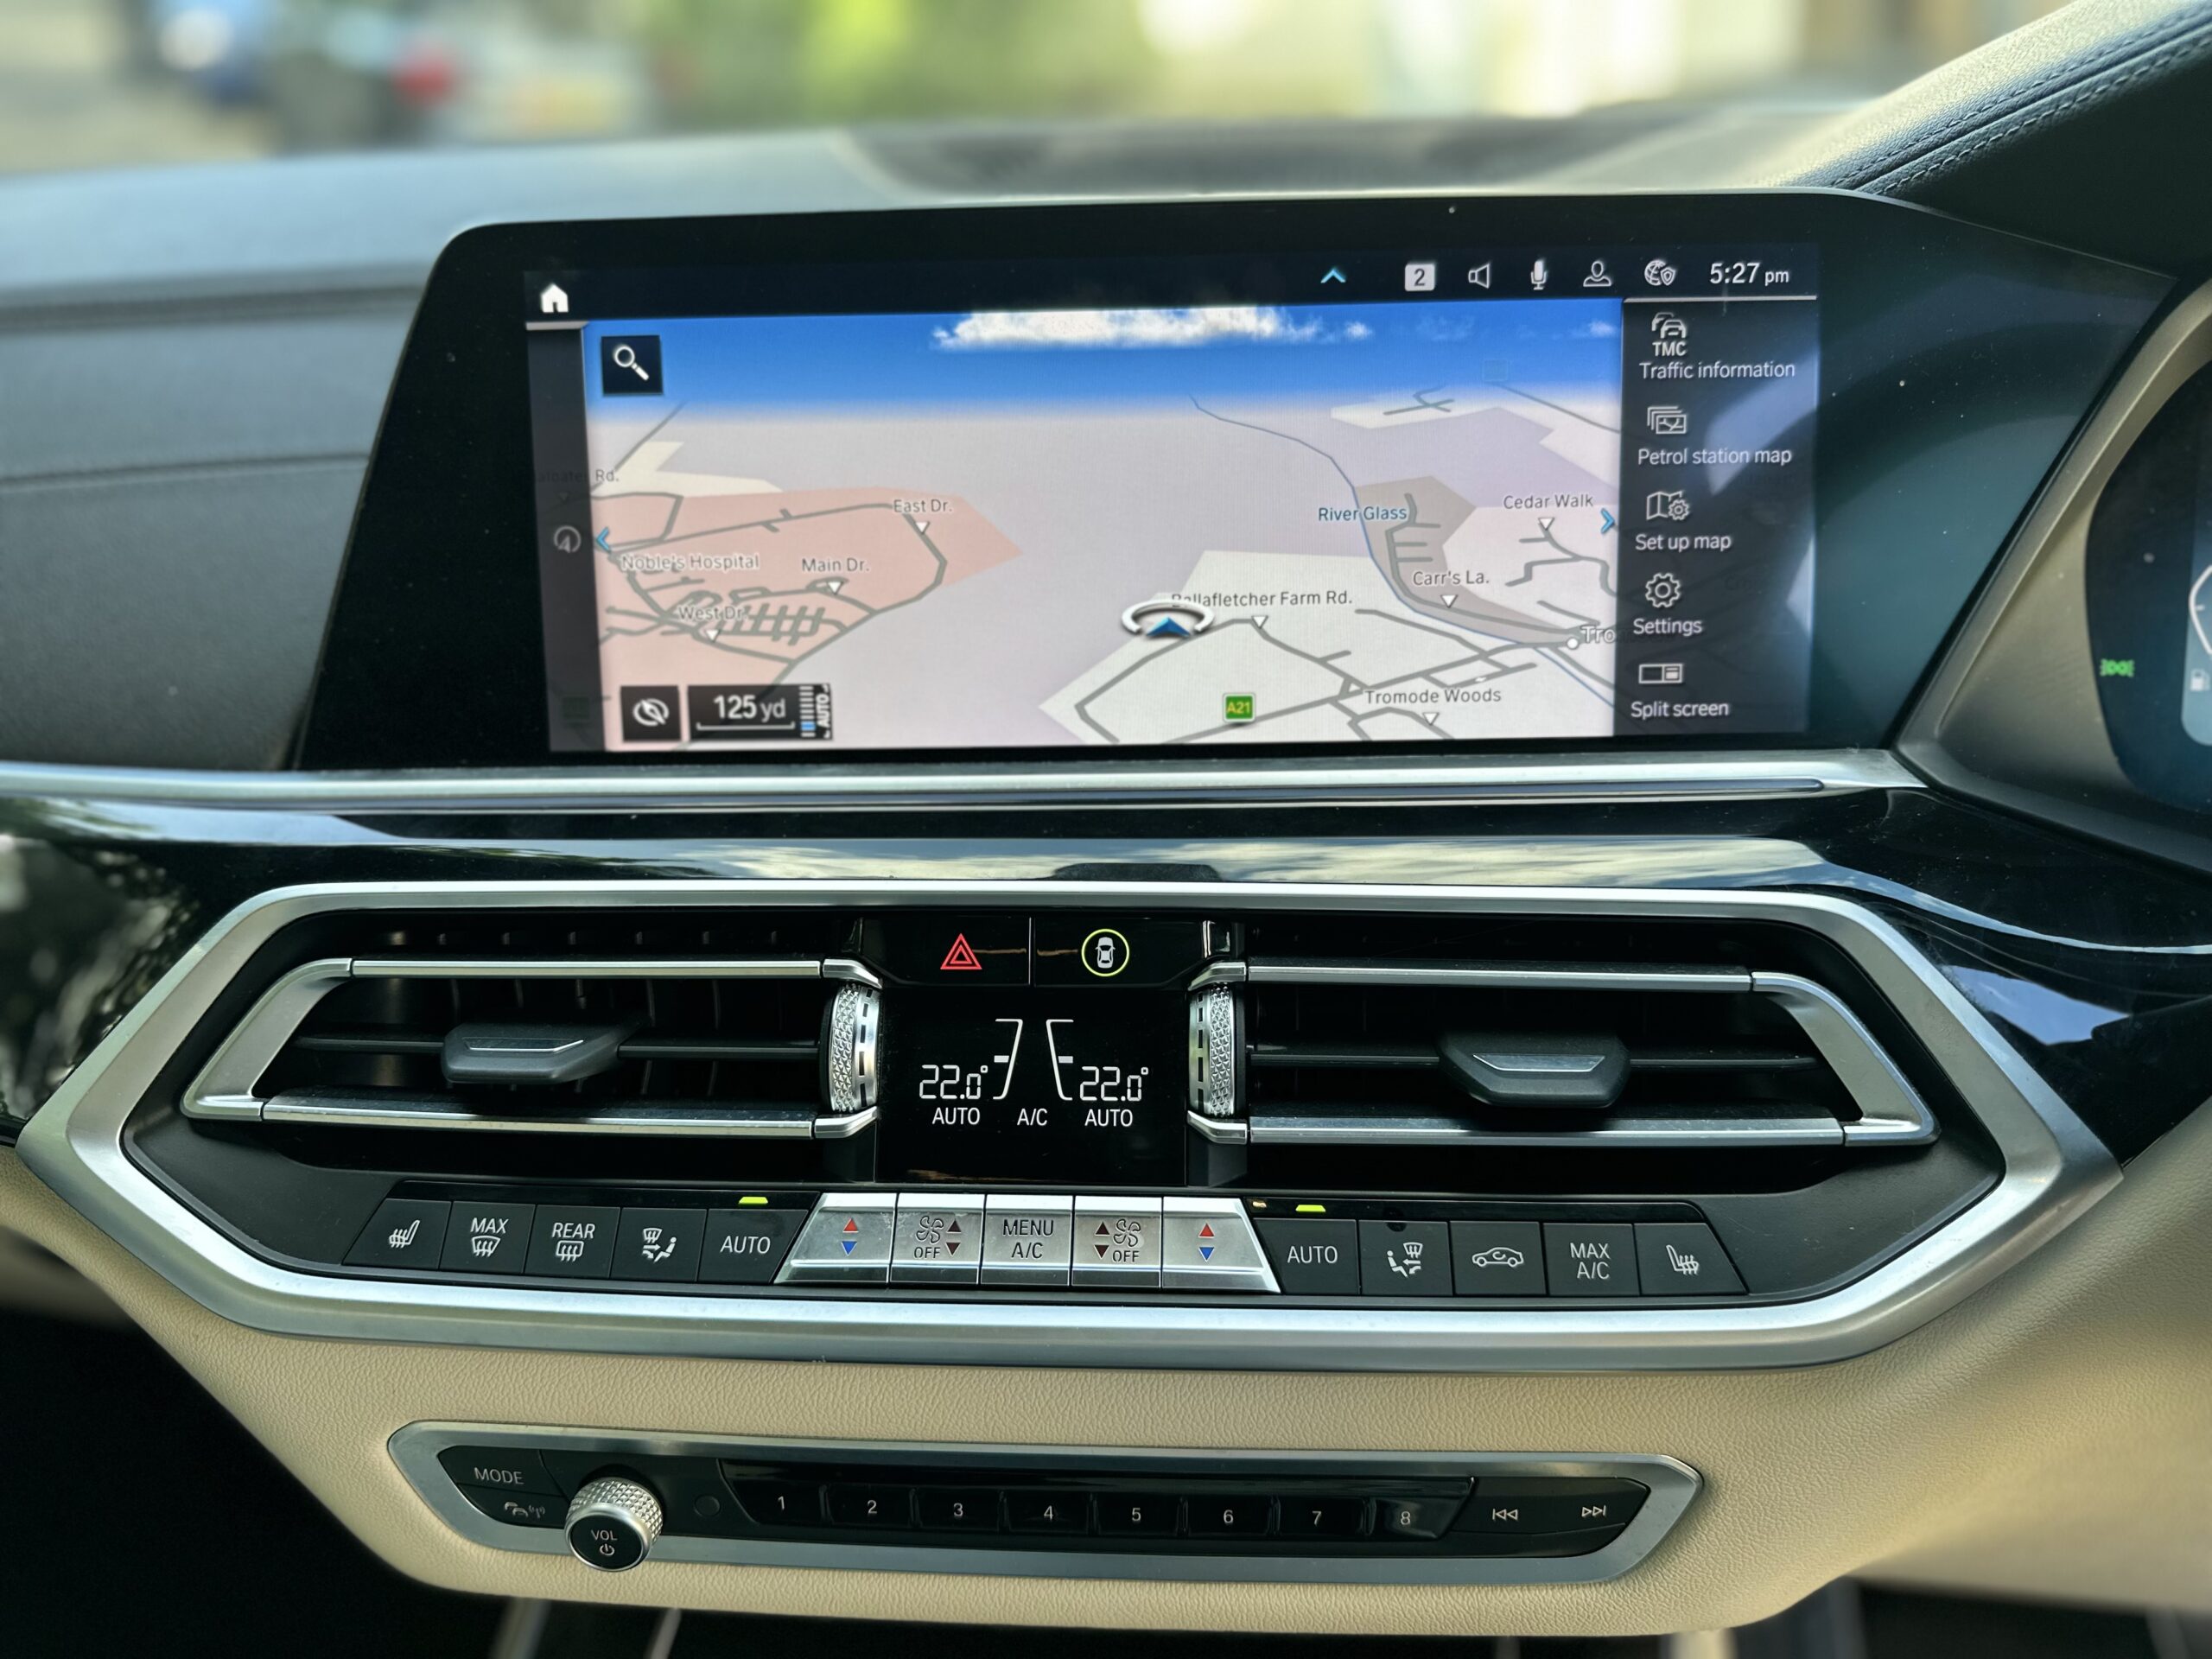 2
5:27 pm
TMC
Traffic information
Petrol station map
Set up map
Settings
Split screen
Rd.
East Dr.
Noble's Hospital
Main Dr.
West Dr.
River Glass
Cedar Walk
Carr's La.
Ballafletcher Farm Rd.
Tro
A21
Tromode Woods
125 yd
AUTO
22.0°
22.0°
AUTO
A/C
AUTO
MAX
REAR
AUTO
OFF
MENU
A/C
OFF
AUTO
MAX
A/C
MODE
VOL
1 2 3 4 5 6 7 8